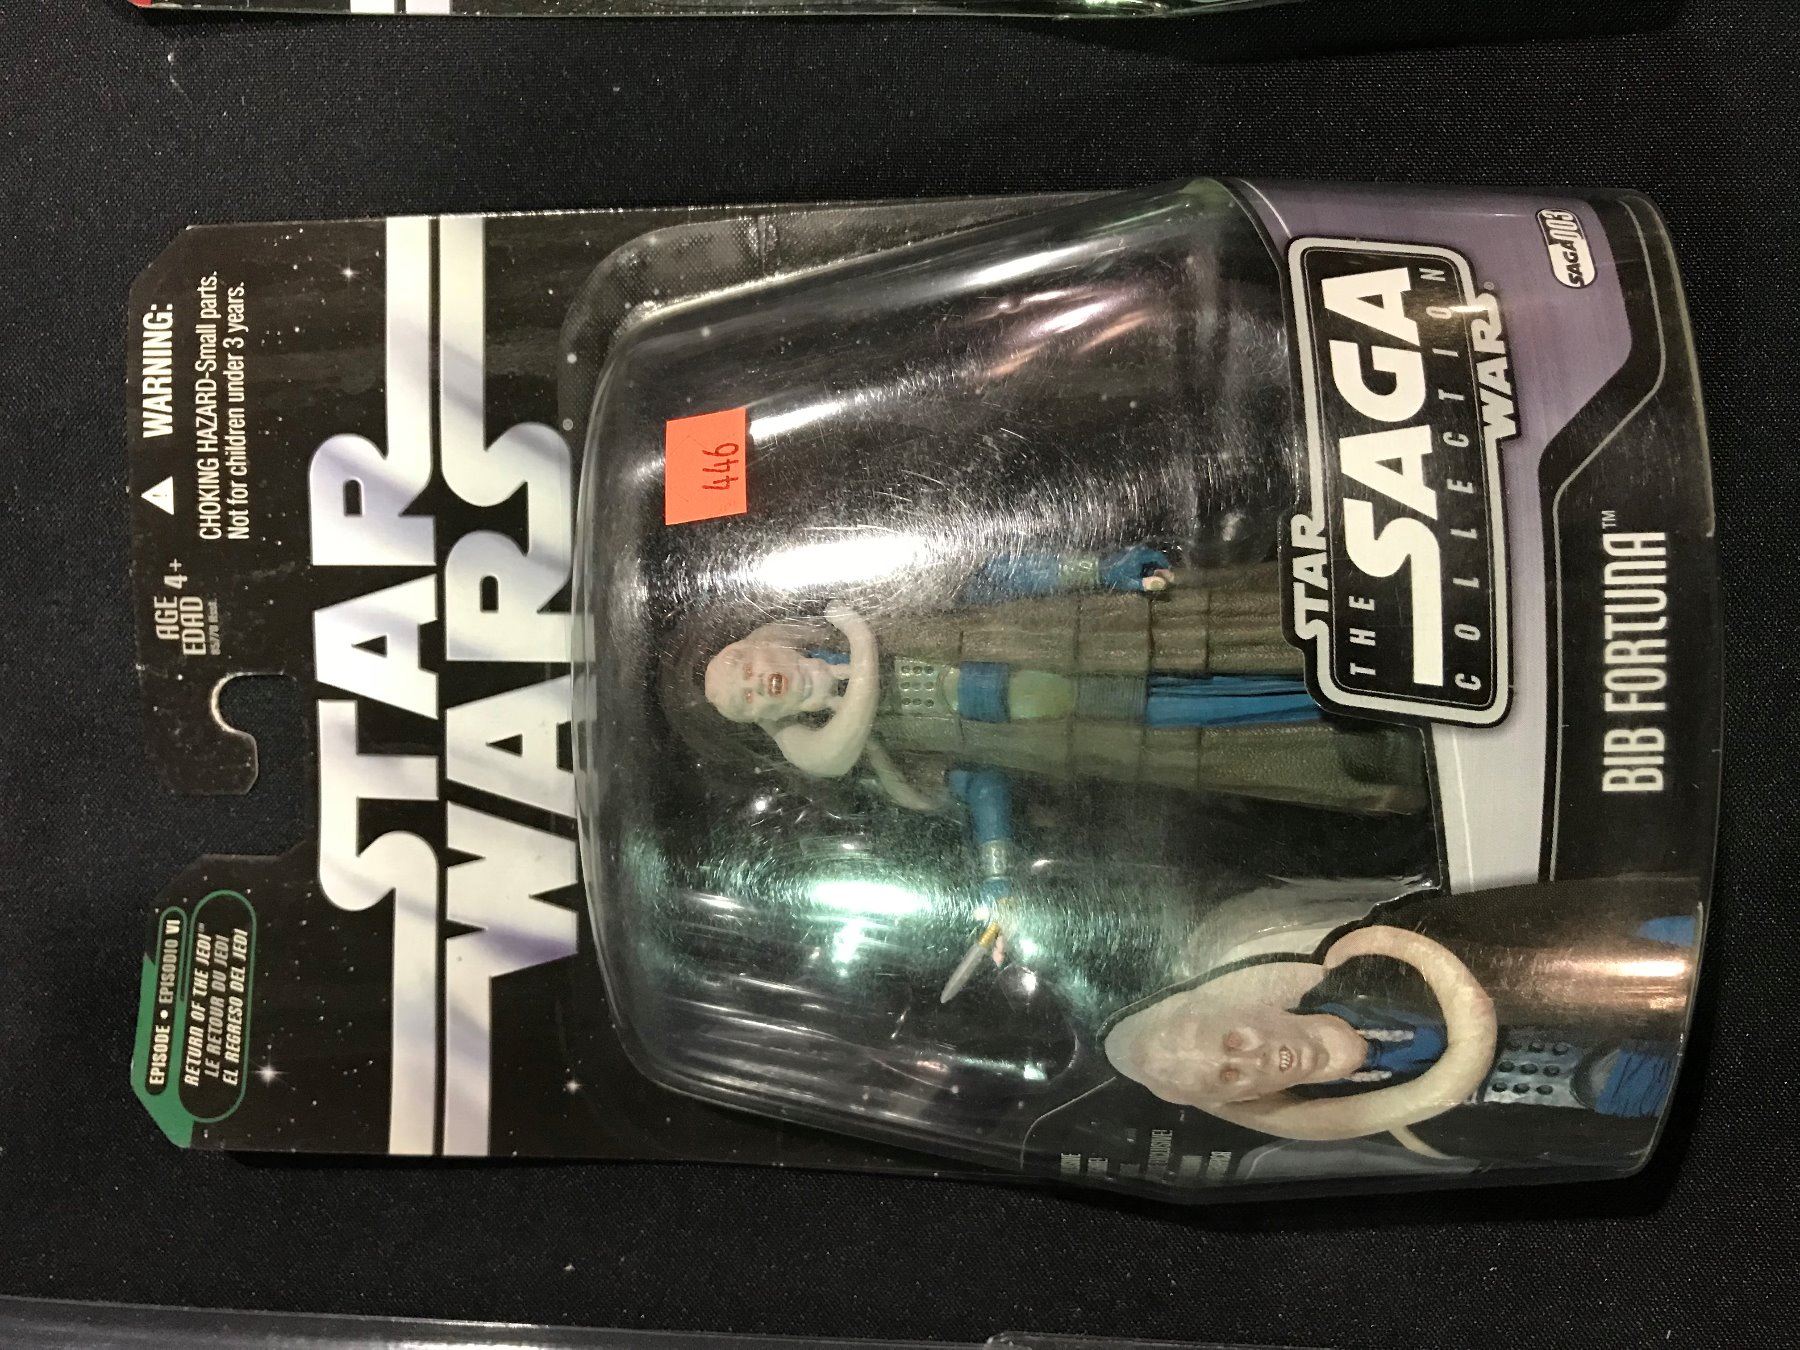 EPISODE • EPISODIO VI
RETURN OF THE JEDI™
LE RETOUR DU JEDI
EL REGRESO DEL JEDI
AGE
EDAD 4+
WARNING:
CHOKING HAZARD-Small parts.
Not for children under 3 years.
STAR
WARS
446
STAR
THE
SAGA
COLLECTION
WARS®
SAGA 003
BIB FORTUNA™